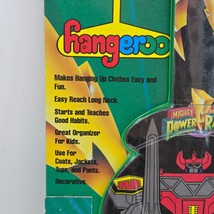 hangeroo
Makes Hanging Up Clothes Easy and
Fun.
Easy Reach Long Neck.
Starts and Teaches
Good Habits.
Great Organizer
For Kids.
Use For
Coats, Jackets,
Tops, and Pants.
Decorative.
MIGHTY
POWER RA